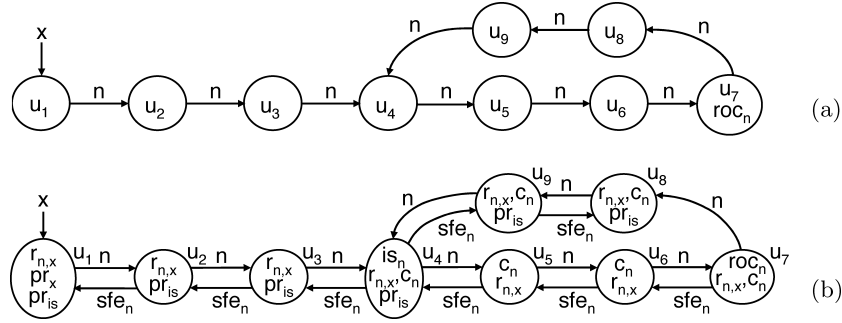 x
n
u9
n
u8
n
u1
n
u2
n
u3
n
u4
n
u5
n
u6
n
u7
rocn
(a)
x
n
sfen
rn,x,cn
pris
u9
n
sfen
rn,x,cn
pris
u8
n
rn,x
prx
pris
u1 n
sfen
rn,x
pris
u2 n
sfen
rn,x
pris
u3 n
sfen
isn
rn,x,cn
pris
u4 n
sfen
cn
rn,x
u5 n
sfen
cn
rn,x
u6 n
sfen
rocn
rn,x,cn
u7
(b)